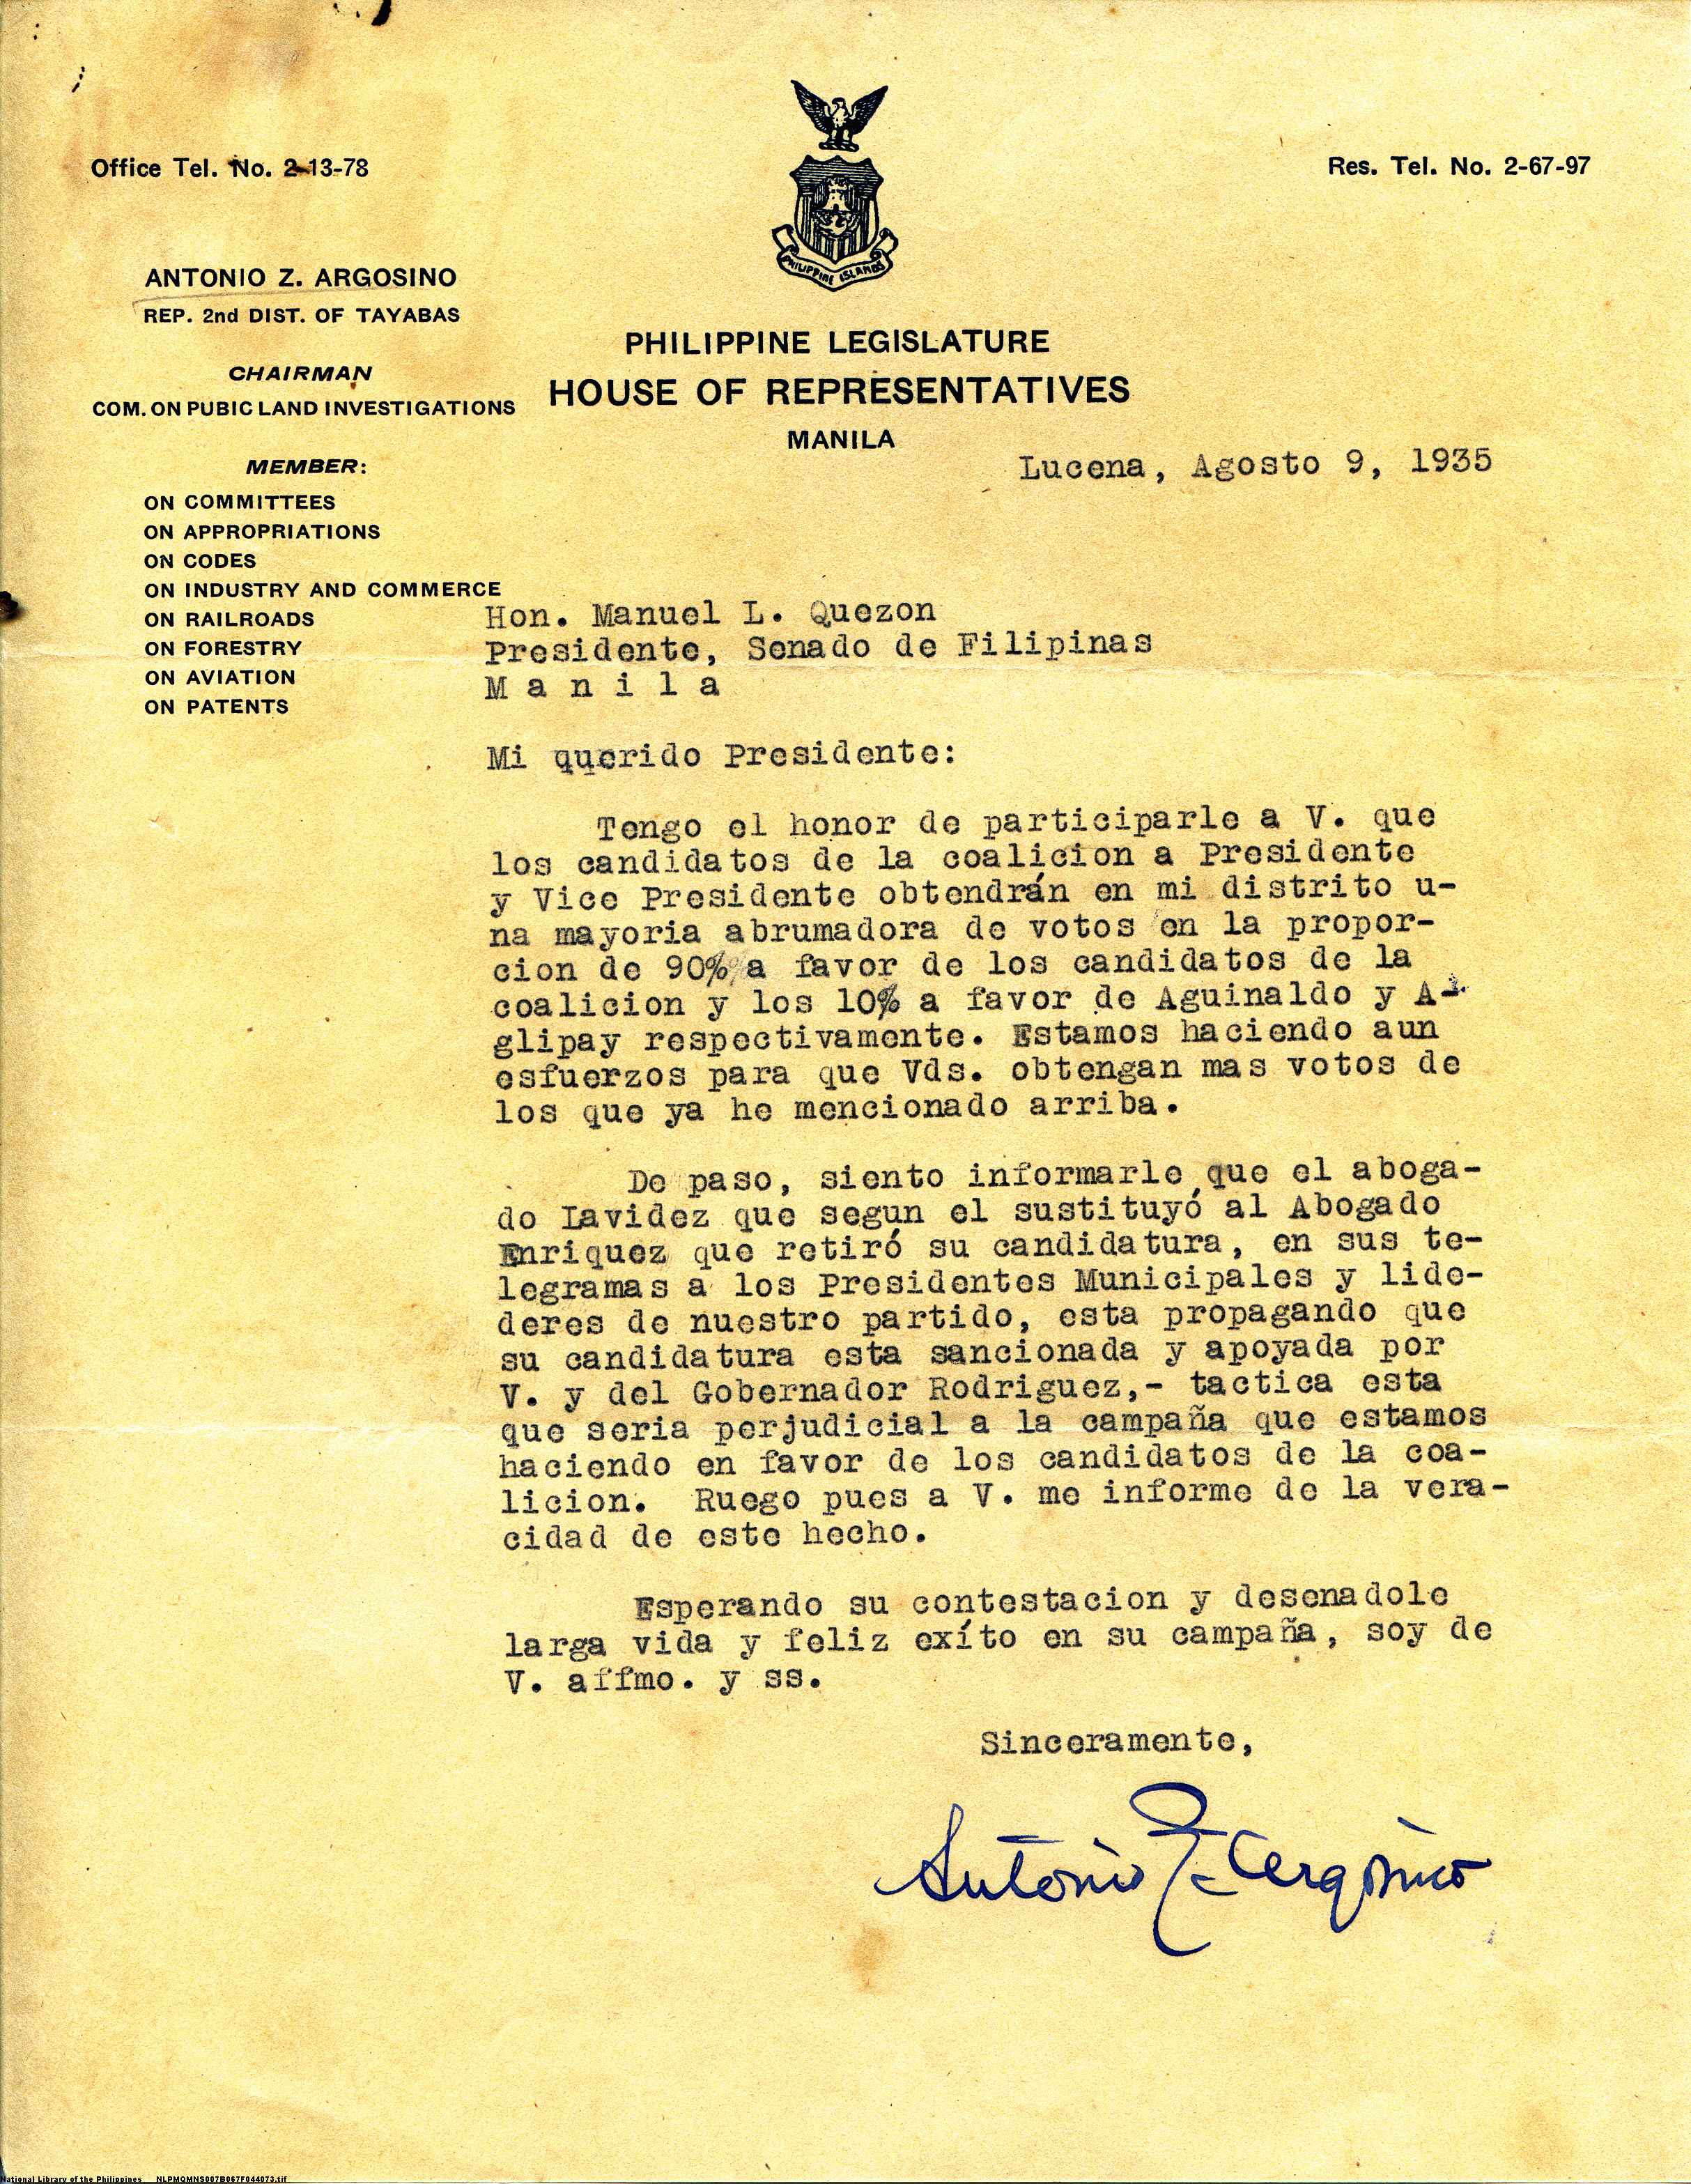 Office Tel. No. 2-13-78
Res. Tel. No. 2-67-97
PHILIPPINE ISLANDS
ANTONIO Z. ARGOSINO
REP. 2nd DIST. OF TAYABAS
CHAIRMAN
COM. ON PUBIC LAND INVESTIGATIONS
MEMBER:
ON COMMITTEES
ON APPROPRIATIONS
ON CODES
ON INDUSTRY AND COMMERCE
ON RAILROADS
ON FORESTRY
ON AVIATION
ON PATENTS
PHILIPPINE LEGISLATURE
HOUSE OF REPRESENTATIVES
MANILA
Lucena, Agosto 9, 1935
Hon. Manuel L. Quezon
Presidente, Senado de Filipinas
M a n i l a
Mi querido Presidente:
Tengo el honor de participarle a V. que
los candidatos de la coalicion a Presidente
y Vice Presidente obtendrán en mi distrito u-
na mayoria abrumadora de votos en la propor-
cion de 90% a favor de los candidatos de la
coalicion y los 10% a favor de Aguinaldo y A-
glipay respectivamente. Estamos haciendo aun
esfuerzos para que Vds. obtengan mas votos de
los que ya he mencionado arriba.
De paso, siento informarle que el aboga-
do Lavidez que segun el sustituyó al Abogado
Enriquez que retiró su candidatura, en sus te-
legramas a los Presidentes Municipales y lide-
deres de nuestro partido, esta propagando que
su candidatura esta sancionada y apoyada por
V. y del Gobernador Rodriguez,- tactica esta
que seria perjudicial a la campaña que estamos
haciendo en favor de los candidatos de la coa-
licion. Ruego pues a V. me informe de la vera-
cidad de este hecho.
Esperando su contestacion y desenadole
larga vida y feliz exíto en su campaña, soy de
V. affmo. y ss.
Sinceramente,
Antonio Z. Argosino
National Library of the Philippines NLPMQMNS007B067F044073.tif